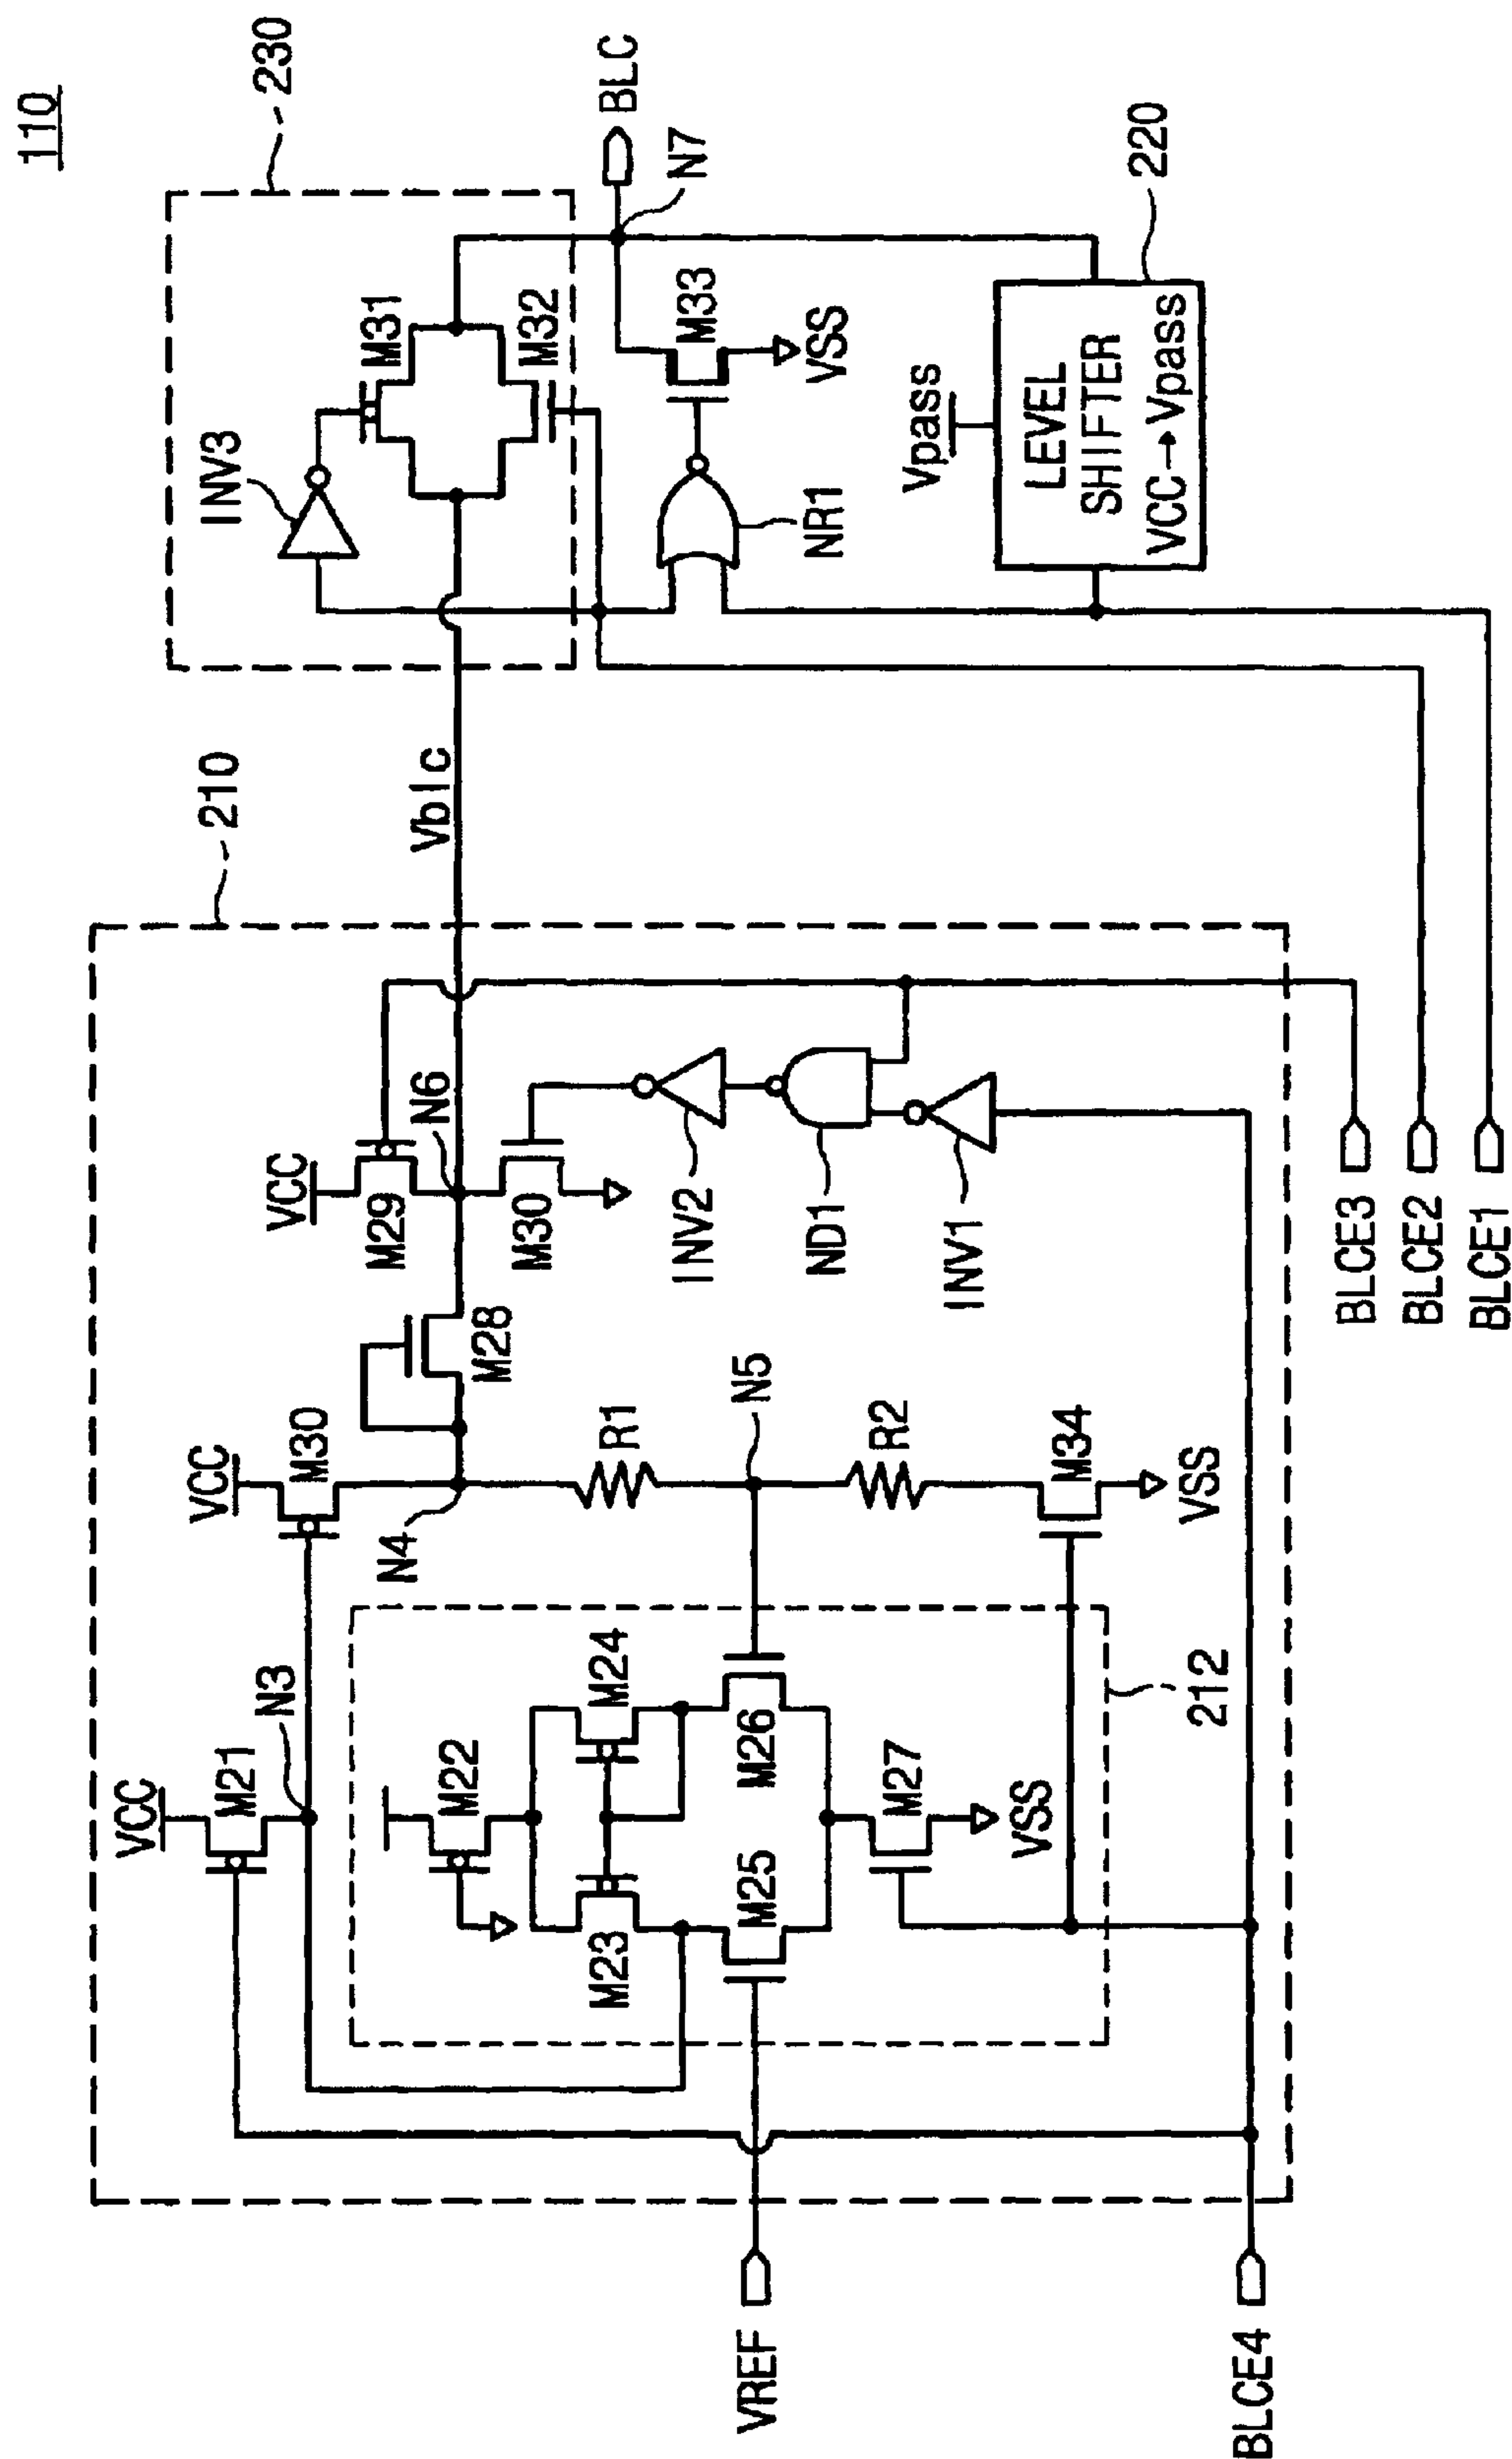 110
230
BLC
N7
M31
M32
INV3
M33
VSS
NR1
Vpass
LEVEL
SHIFTER
VCC→Vpass
220
Vblc
210
VCC
M29
N6
M30
INV2
ND1
INV1
BLCE3
BLCE2
BLCE1
M28
VCC
M30
N4
R1
N5
R2
M34
VSS
VCC
M21
N3
M22
M24
M23
M26
M25
M27
VSS
212
VREF
BLCE4